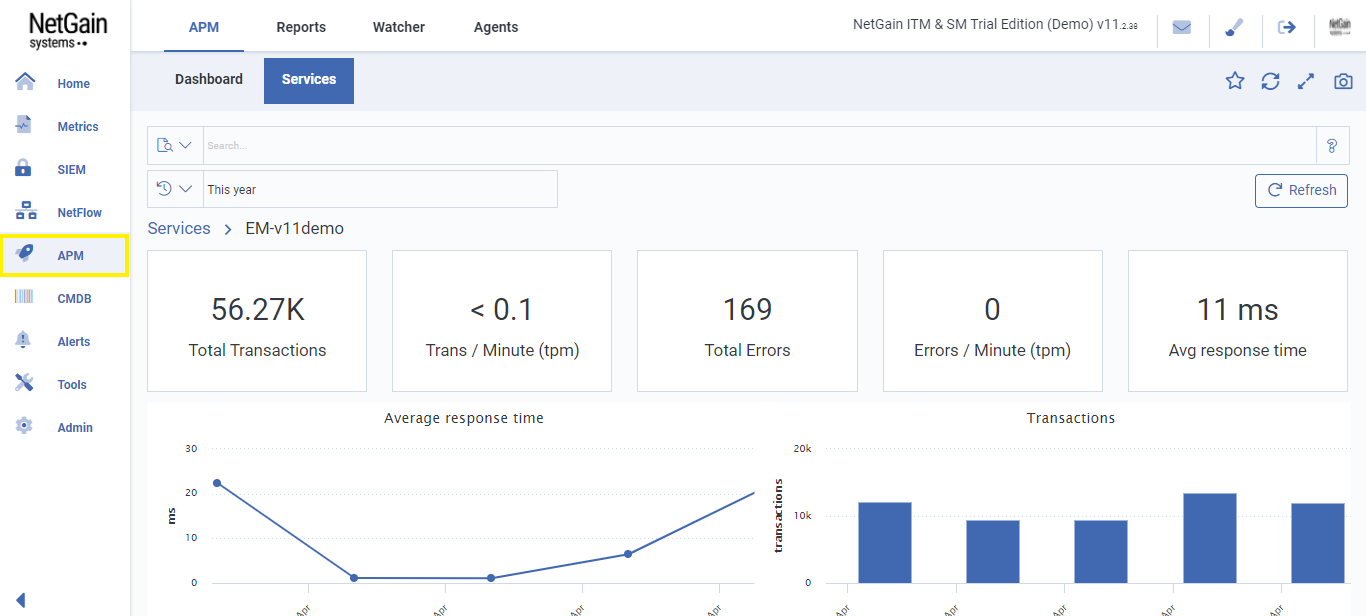 NetGain
systems
APM Reports Watcher Agents
NetGain ITM & SM Trial Edition (Demo) v11.2.38
NetGain
Home
Metrics
SIEM
NetFlow
APM
CMDB
Alerts
Tools
Admin
Dashboard Services
Search...
?
This year
Refresh
Services > EM-v11demo
56.27K
Total Transactions
< 0.1
Trans / Minute (tpm)
169
Total Errors
0
Errors / Minute (tpm)
11 ms
Avg response time
Average response time
30
20
10
0
ms
Apr Apr Apr Apr
Transactions
20k
10k
0
transactions
Apr Apr Apr Apr Apr